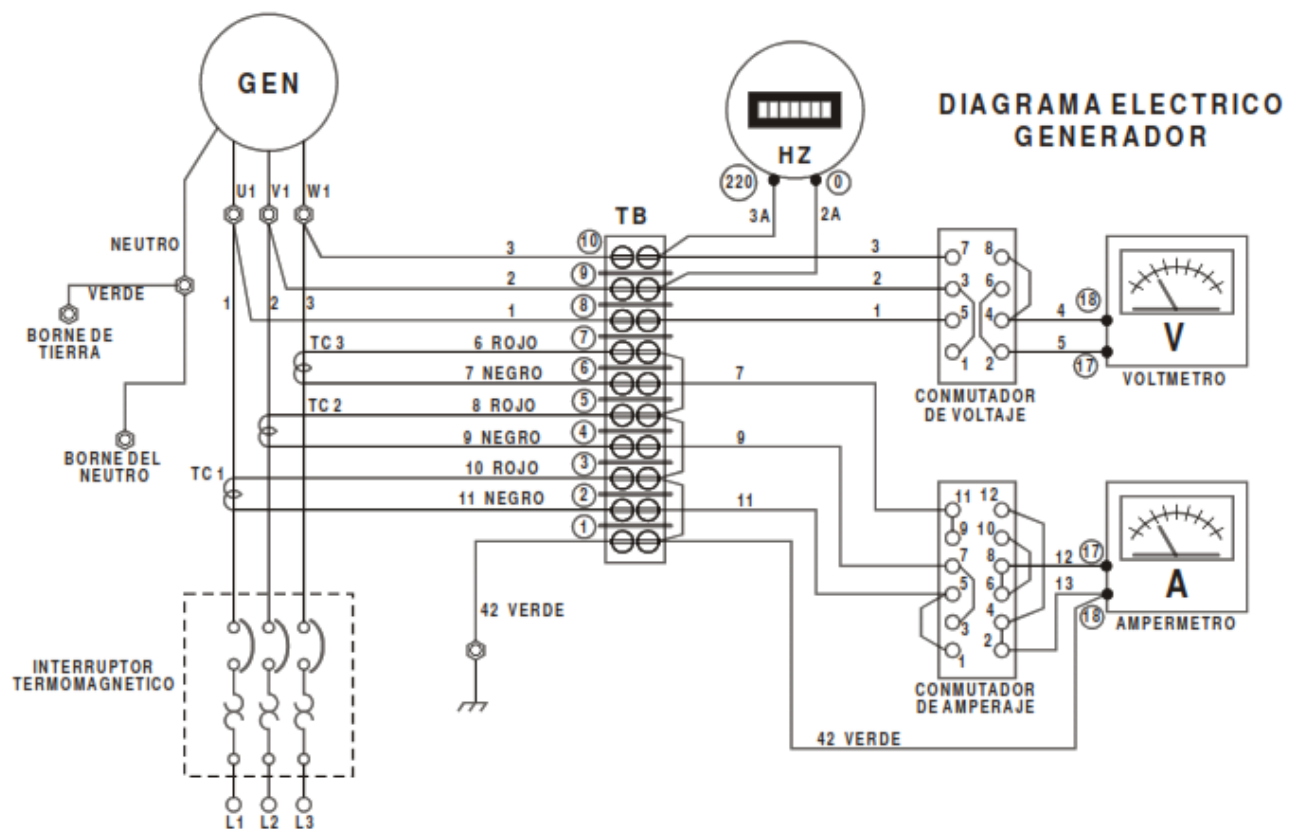 GEN
DIAGRAMA ELECTRICO
GENERADOR
HZ
220
0
3A
2A
U1
V1
W1
TB
NEUTRO
VERDE
BORNE DE
TIERRA
BORNE DEL
NEUTRO
1
2
3
3
2
1
10
9
8
7
6
5
4
3
2
1
TC 3
6 ROJO
7 NEGRO
TC 2
8 ROJO
9 NEGRO
TC 1
10 ROJO
11 NEGRO
42 VERDE
3
2
1
7
9
11
7
8
3
6
5
4
1
2
CONMUTADOR
DE VOLTAJE
4
18
5
17
V
VOLTMETRO
11
12
9
10
7
8
5
6
3
4
1
2
CONMUTADOR
DE AMPERAJE
12
17
13
18
A
AMPERMETRO
42 VERDE
INTERRUPTOR
TERMOMAGNETICO
L1
L2
L3